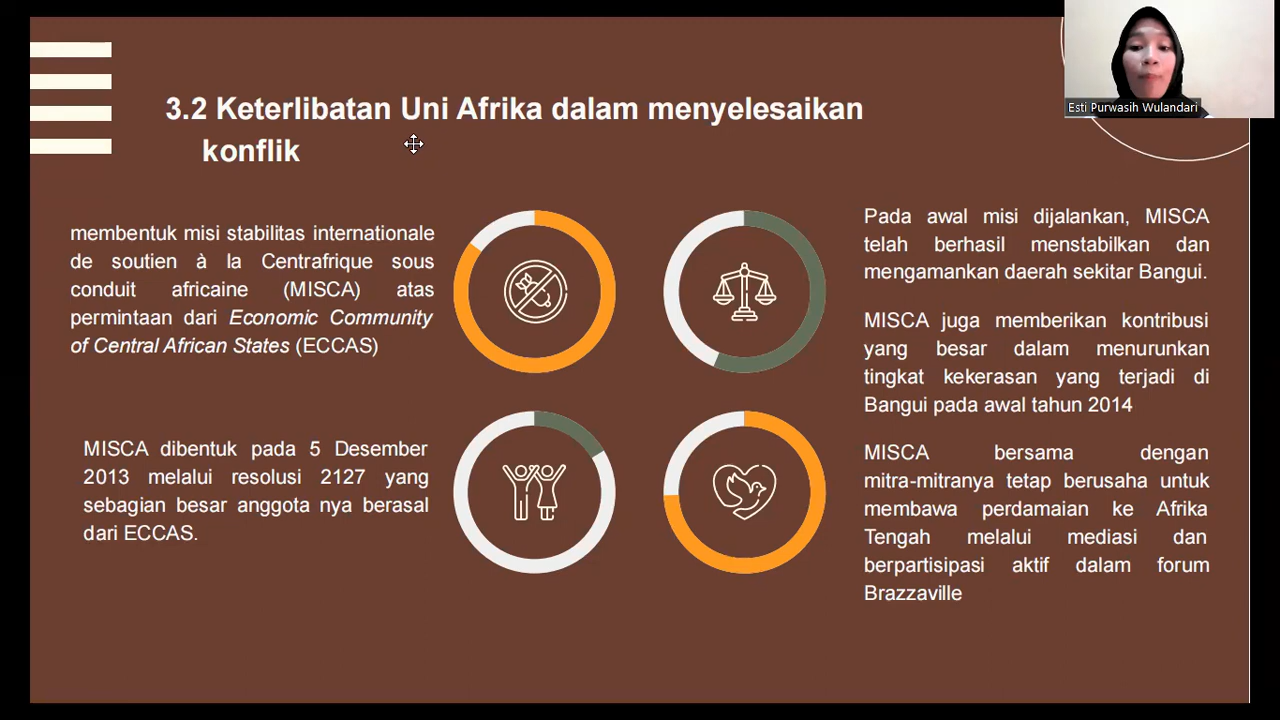 3.2 Keterlibatan Uni Afrika dalam menyelesaikan
konflik
Esti Purwasih Wulandari
membentuk misi stabilitas internationale
de soutien à la Centrafrique sous
conduit africaine (MISCA) atas
permintaan dari Economic Community
of Central African States (ECCAS)
MISCA dibentuk pada 5 Desember
2013 melalui resolusi 2127 yang
sebagian besar anggota nya berasal
dari ECCAS.
Pada awal misi dijalankan, MISCA
telah berhasil menstabilkan dan
mengamankan daerah sekitar Bangui.
MISCA juga memberikan kontribusi
yang besar dalam menurunkan
tingkat kekerasan yang terjadi di
Bangui pada awal tahun 2014
MISCA bersama dengan
mitra-mitranya tetap berusaha untuk
membawa perdamaian ke Afrika
Tengah melalui mediasi dan
berpartisipasi aktif dalam forum
Brazzaville